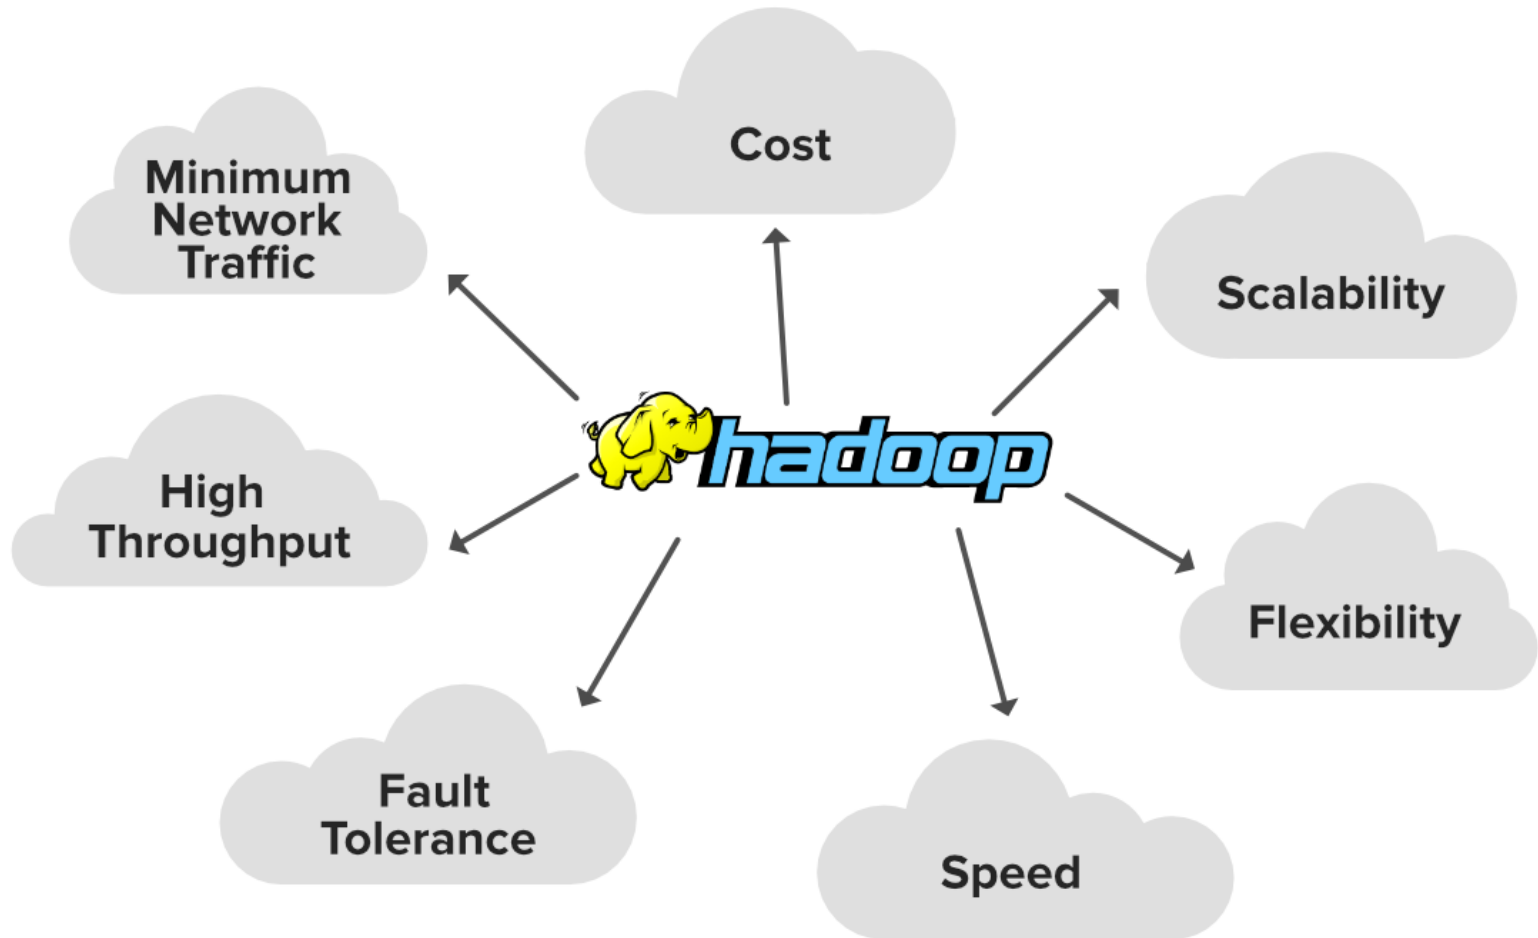 Cost
Minimum
Network
Traffic
Scalability
hadoop
High
Throughput
Flexibility
Fault
Tolerance
Speed